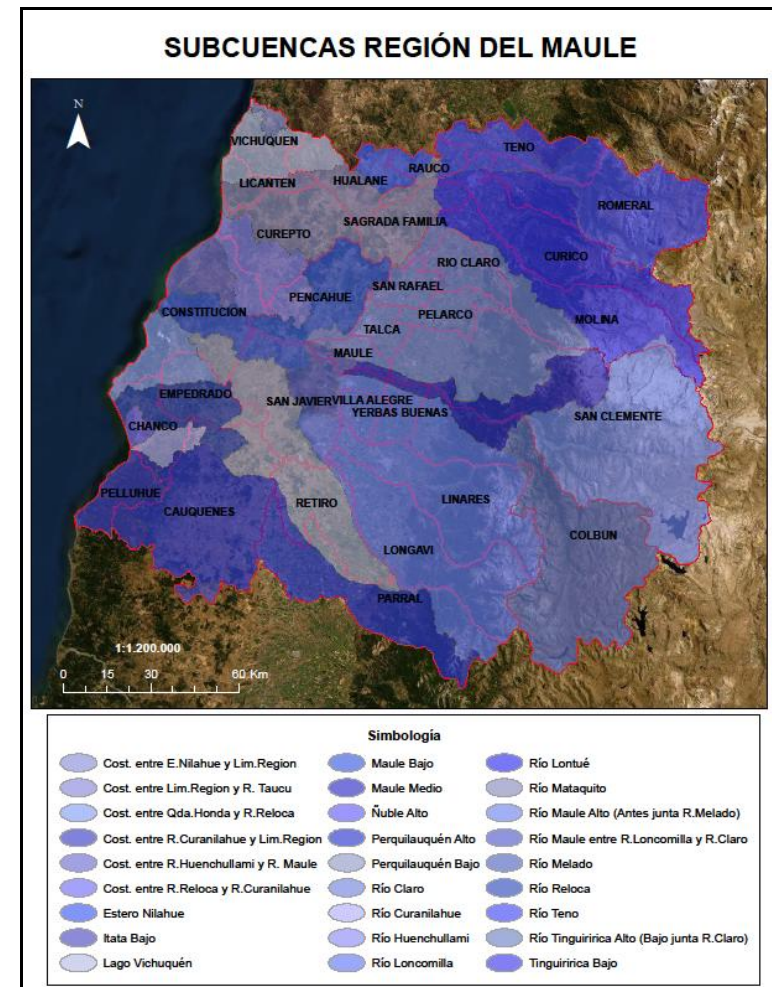 SUBCUENCAS REGIÓN DEL MAULE
N
VICHUQUEN
TENO
RAUCO
HUALANE
LICANTEN
ROMERAL
SAGRADA FAMILIA
CUREPTO
CURICO
RIO CLARO
SAN RAFAEL
PENCAHUE
CONSTITUCION
PELARCO
MOLINA
TALCA
MAULE
EMPEDRADO
SAN JAVIER
VILLA ALEGRE
YERBAS BUENAS
SAN CLEMENTE
CHANCO
PELLUHUE
CAUQUENES
RETIRO
LINARES
COLBUN
LONGAVI
PARRAL
1:1.200.000
0 15 30 60 Km
Simbología
Cost. entre E.Nilahue y Lim.Region
Cost. entre Lim.Region y R. Taucu
Cost. entre Qda.Honda y R.Reloca
Cost. entre R.Curanilahue y Lim.Region
Cost. entre R.Huenchullami y R. Maule
Cost. entre R.Reloca y R.Curanilahue
Estero Nilahue
Itata Bajo
Lago Vichuquén
Maule Bajo
Maule Medio
Ñuble Alto
Perquilauquén Alto
Perquilauquén Bajo
Río Claro
Río Curanilahue
Río Huenchullami
Río Loncomilla
Río Lontué
Río Mataquito
Río Maule Alto (Antes junta R.Melado)
Río Maule entre R.Loncomilla y R.Claro
Río Melado
Río Reloca
Río Teno
Río Tinguiririca Alto (Bajo junta R.Claro)
Tinguiririca Bajo